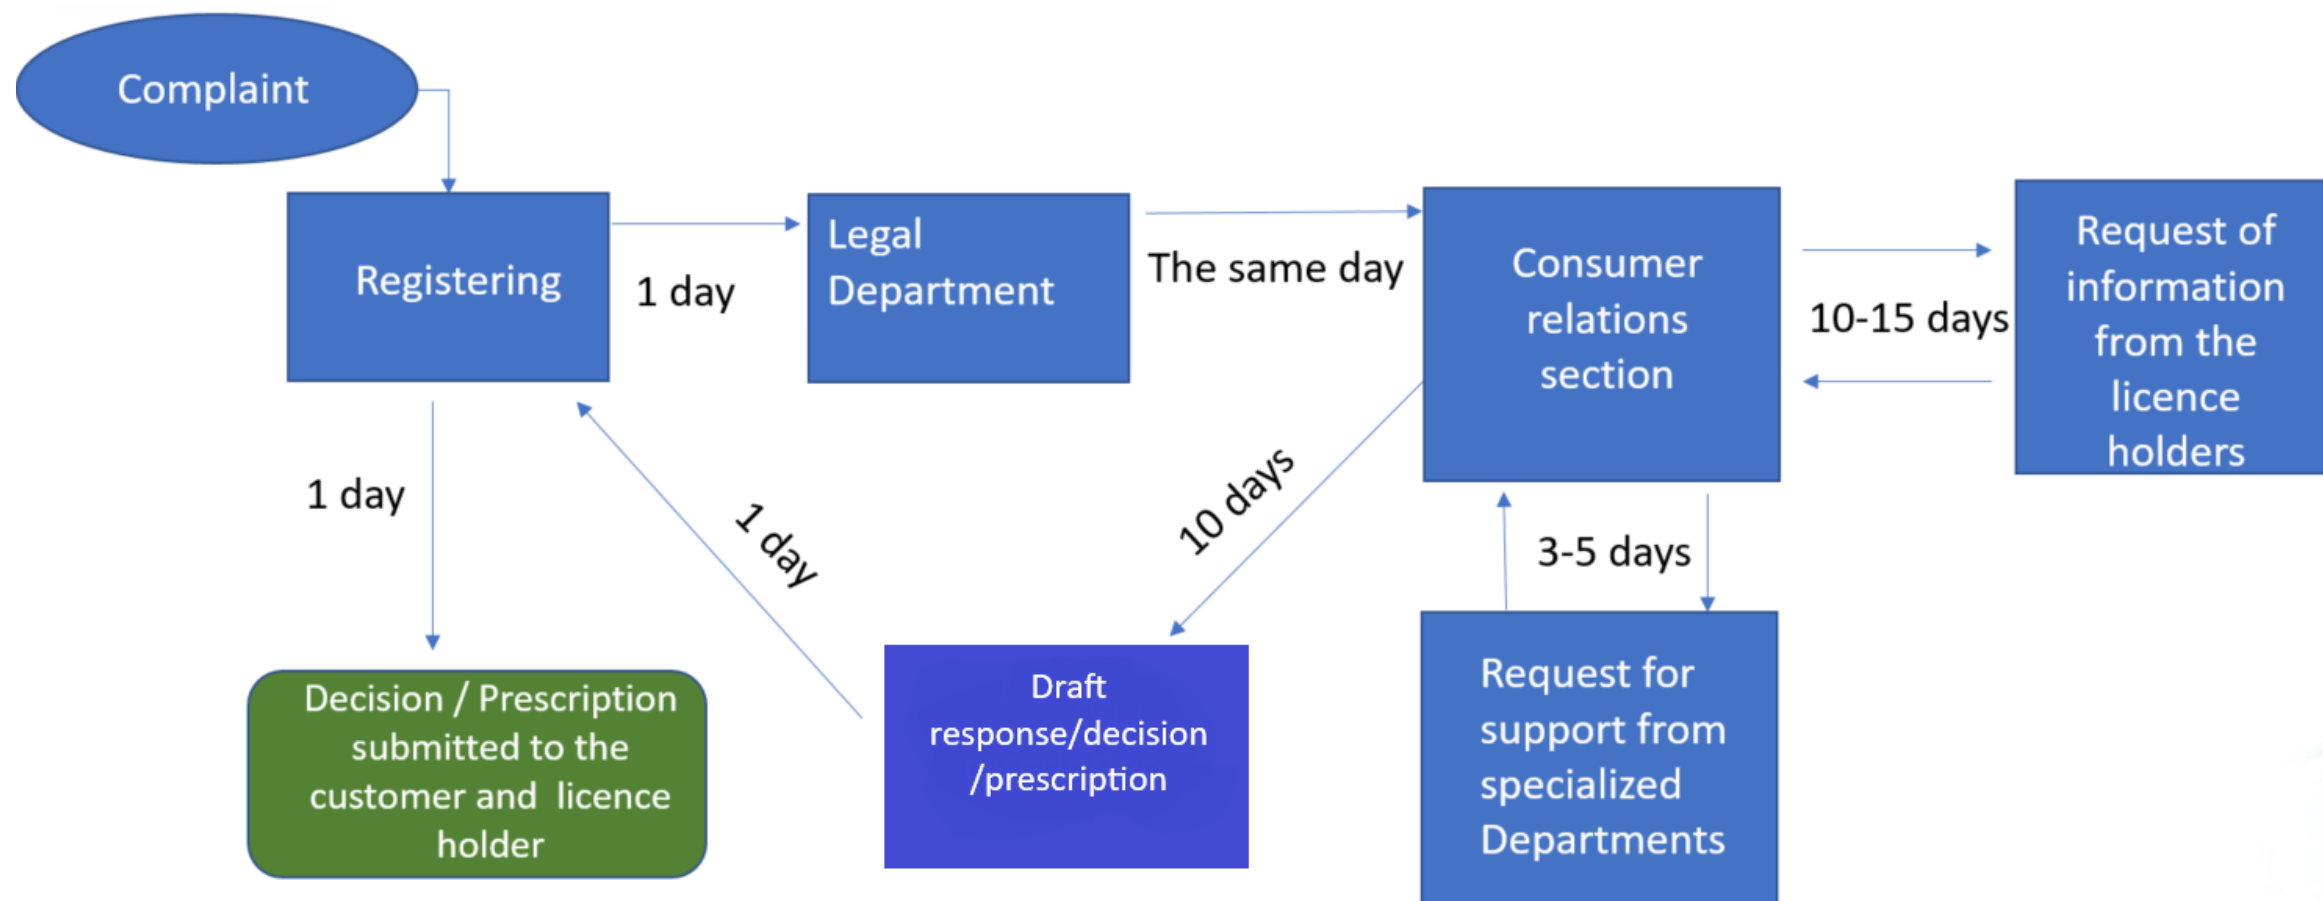 Complaint
Registering
1 day
Legal
Department
The same day
Consumer
relations
section
10-15 days
Request of
information
from the
licence
holders
1 day
1 day
10 days
3-5 days
Decision / Prescription
submitted to the
customer and licence
holder
Draft
response/decision
/prescription
Request for
support from
specialized
Departments